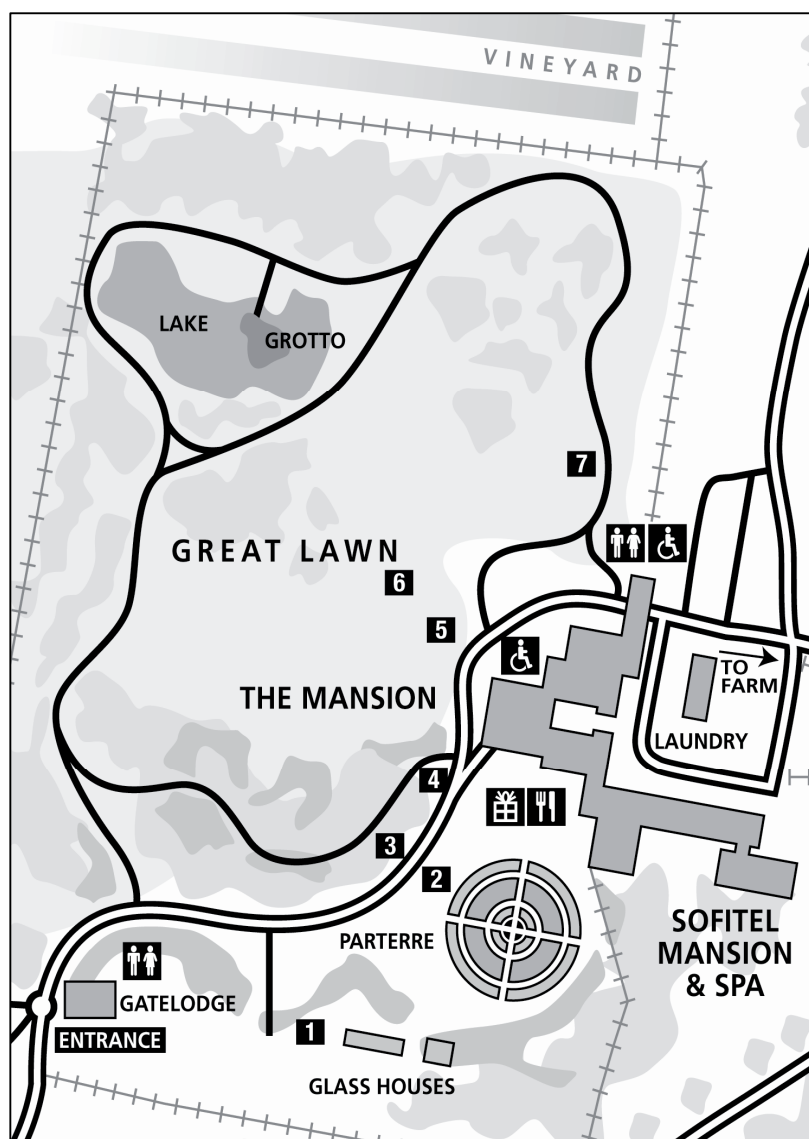 VINEYARD
LAKE
GROTTO
7
GREAT LAWN
6
5
THE MANSION
TO
FARM
LAUNDRY
4
3
2
PARTERRE
SOFITEL
MANSION
& SPA
GATELODGE
ENTRANCE
1
GLASS HOUSES